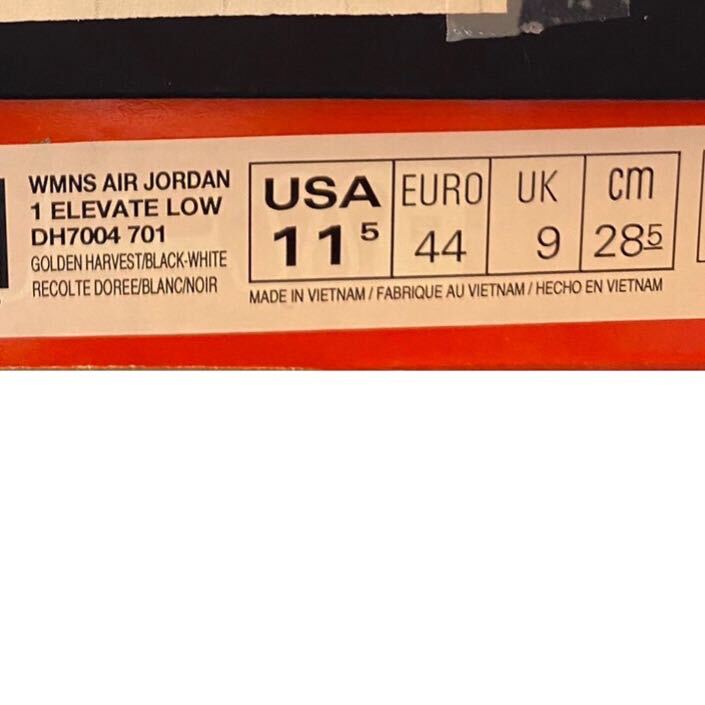 WMNS AIR JORDAN
1 ELEVATE LOW
DH7004 701
GOLDEN HARVEST/BLACK-WHITE
RECOLTE DOREE/BLANC/NOIR
USA EURO UK cm
11 5 44 9 28 5
MADE IN VIETNAM / FABRIQUE AU VIETNAM / HECHO EN VIETNAM